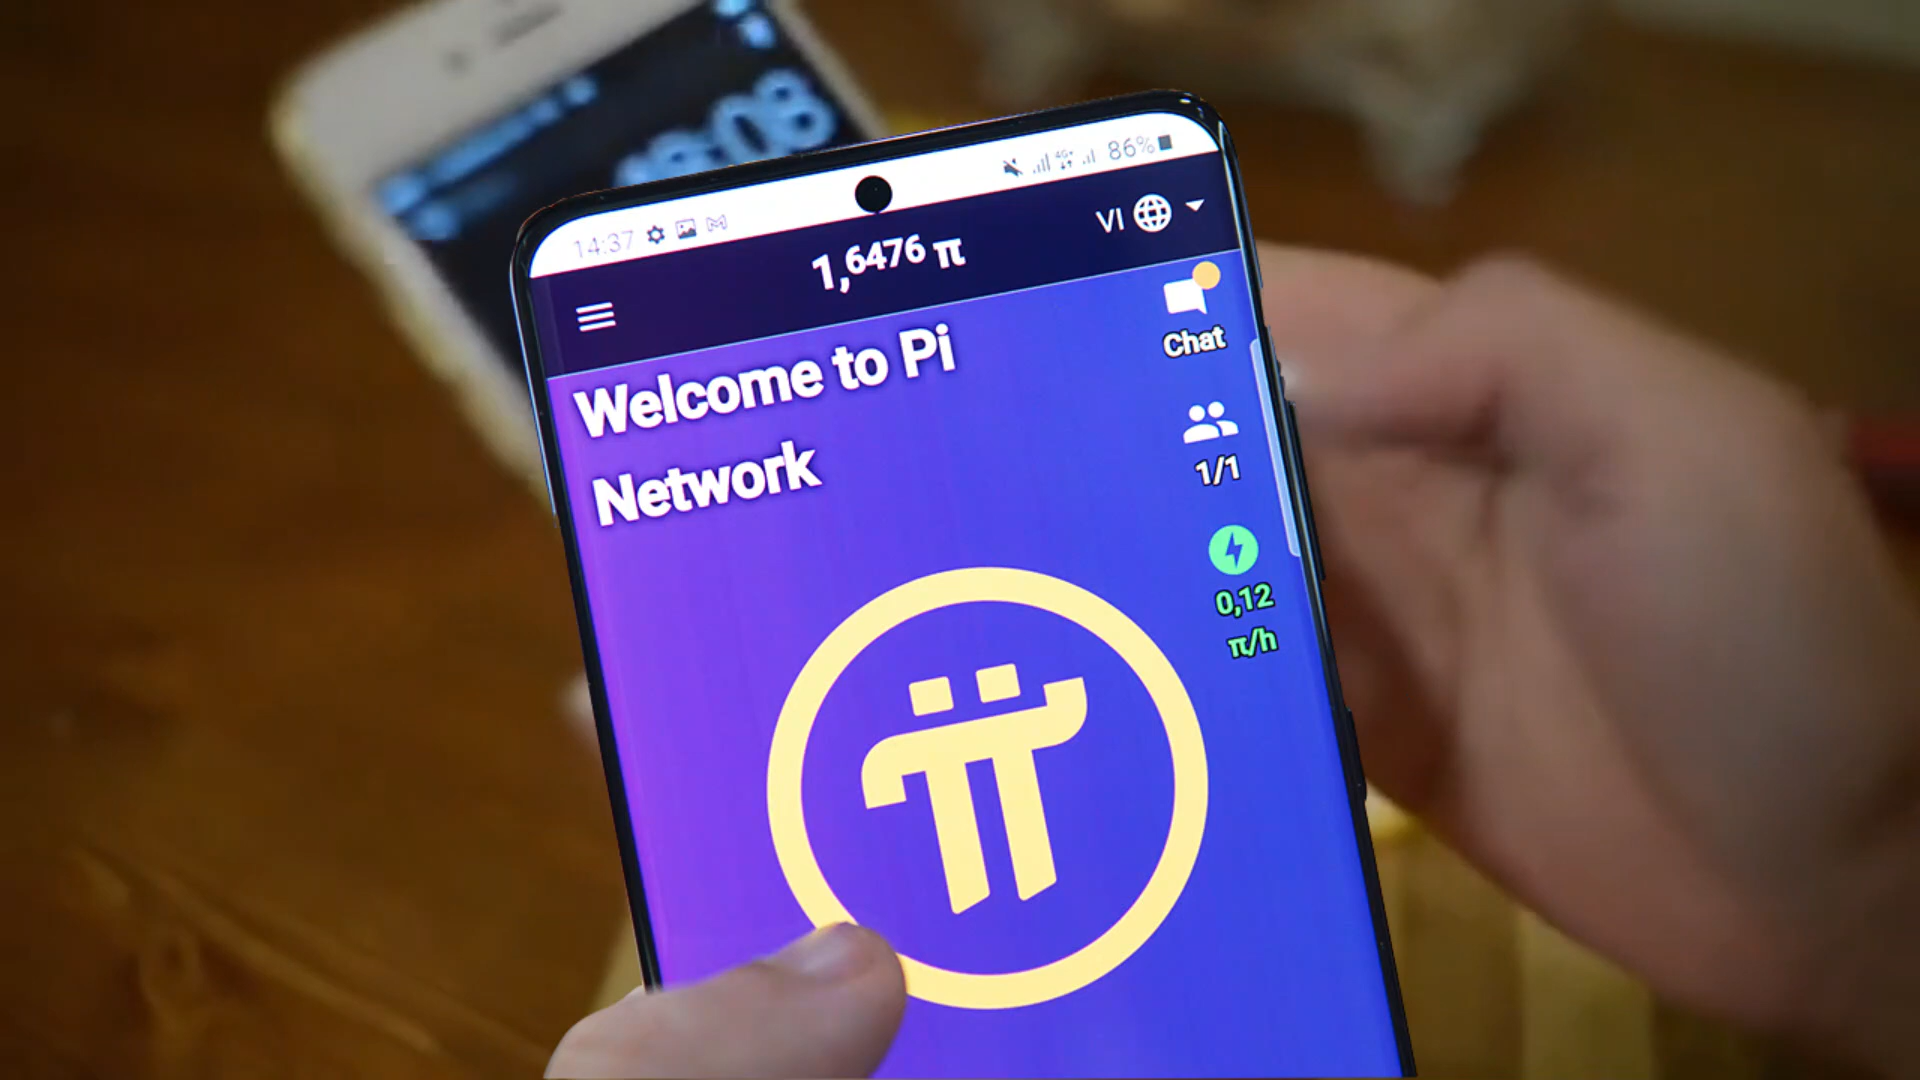 14:37 86%
VI
1,6476 π
Welcome to Pi
Network
Chat
1/1
0,12
π/h